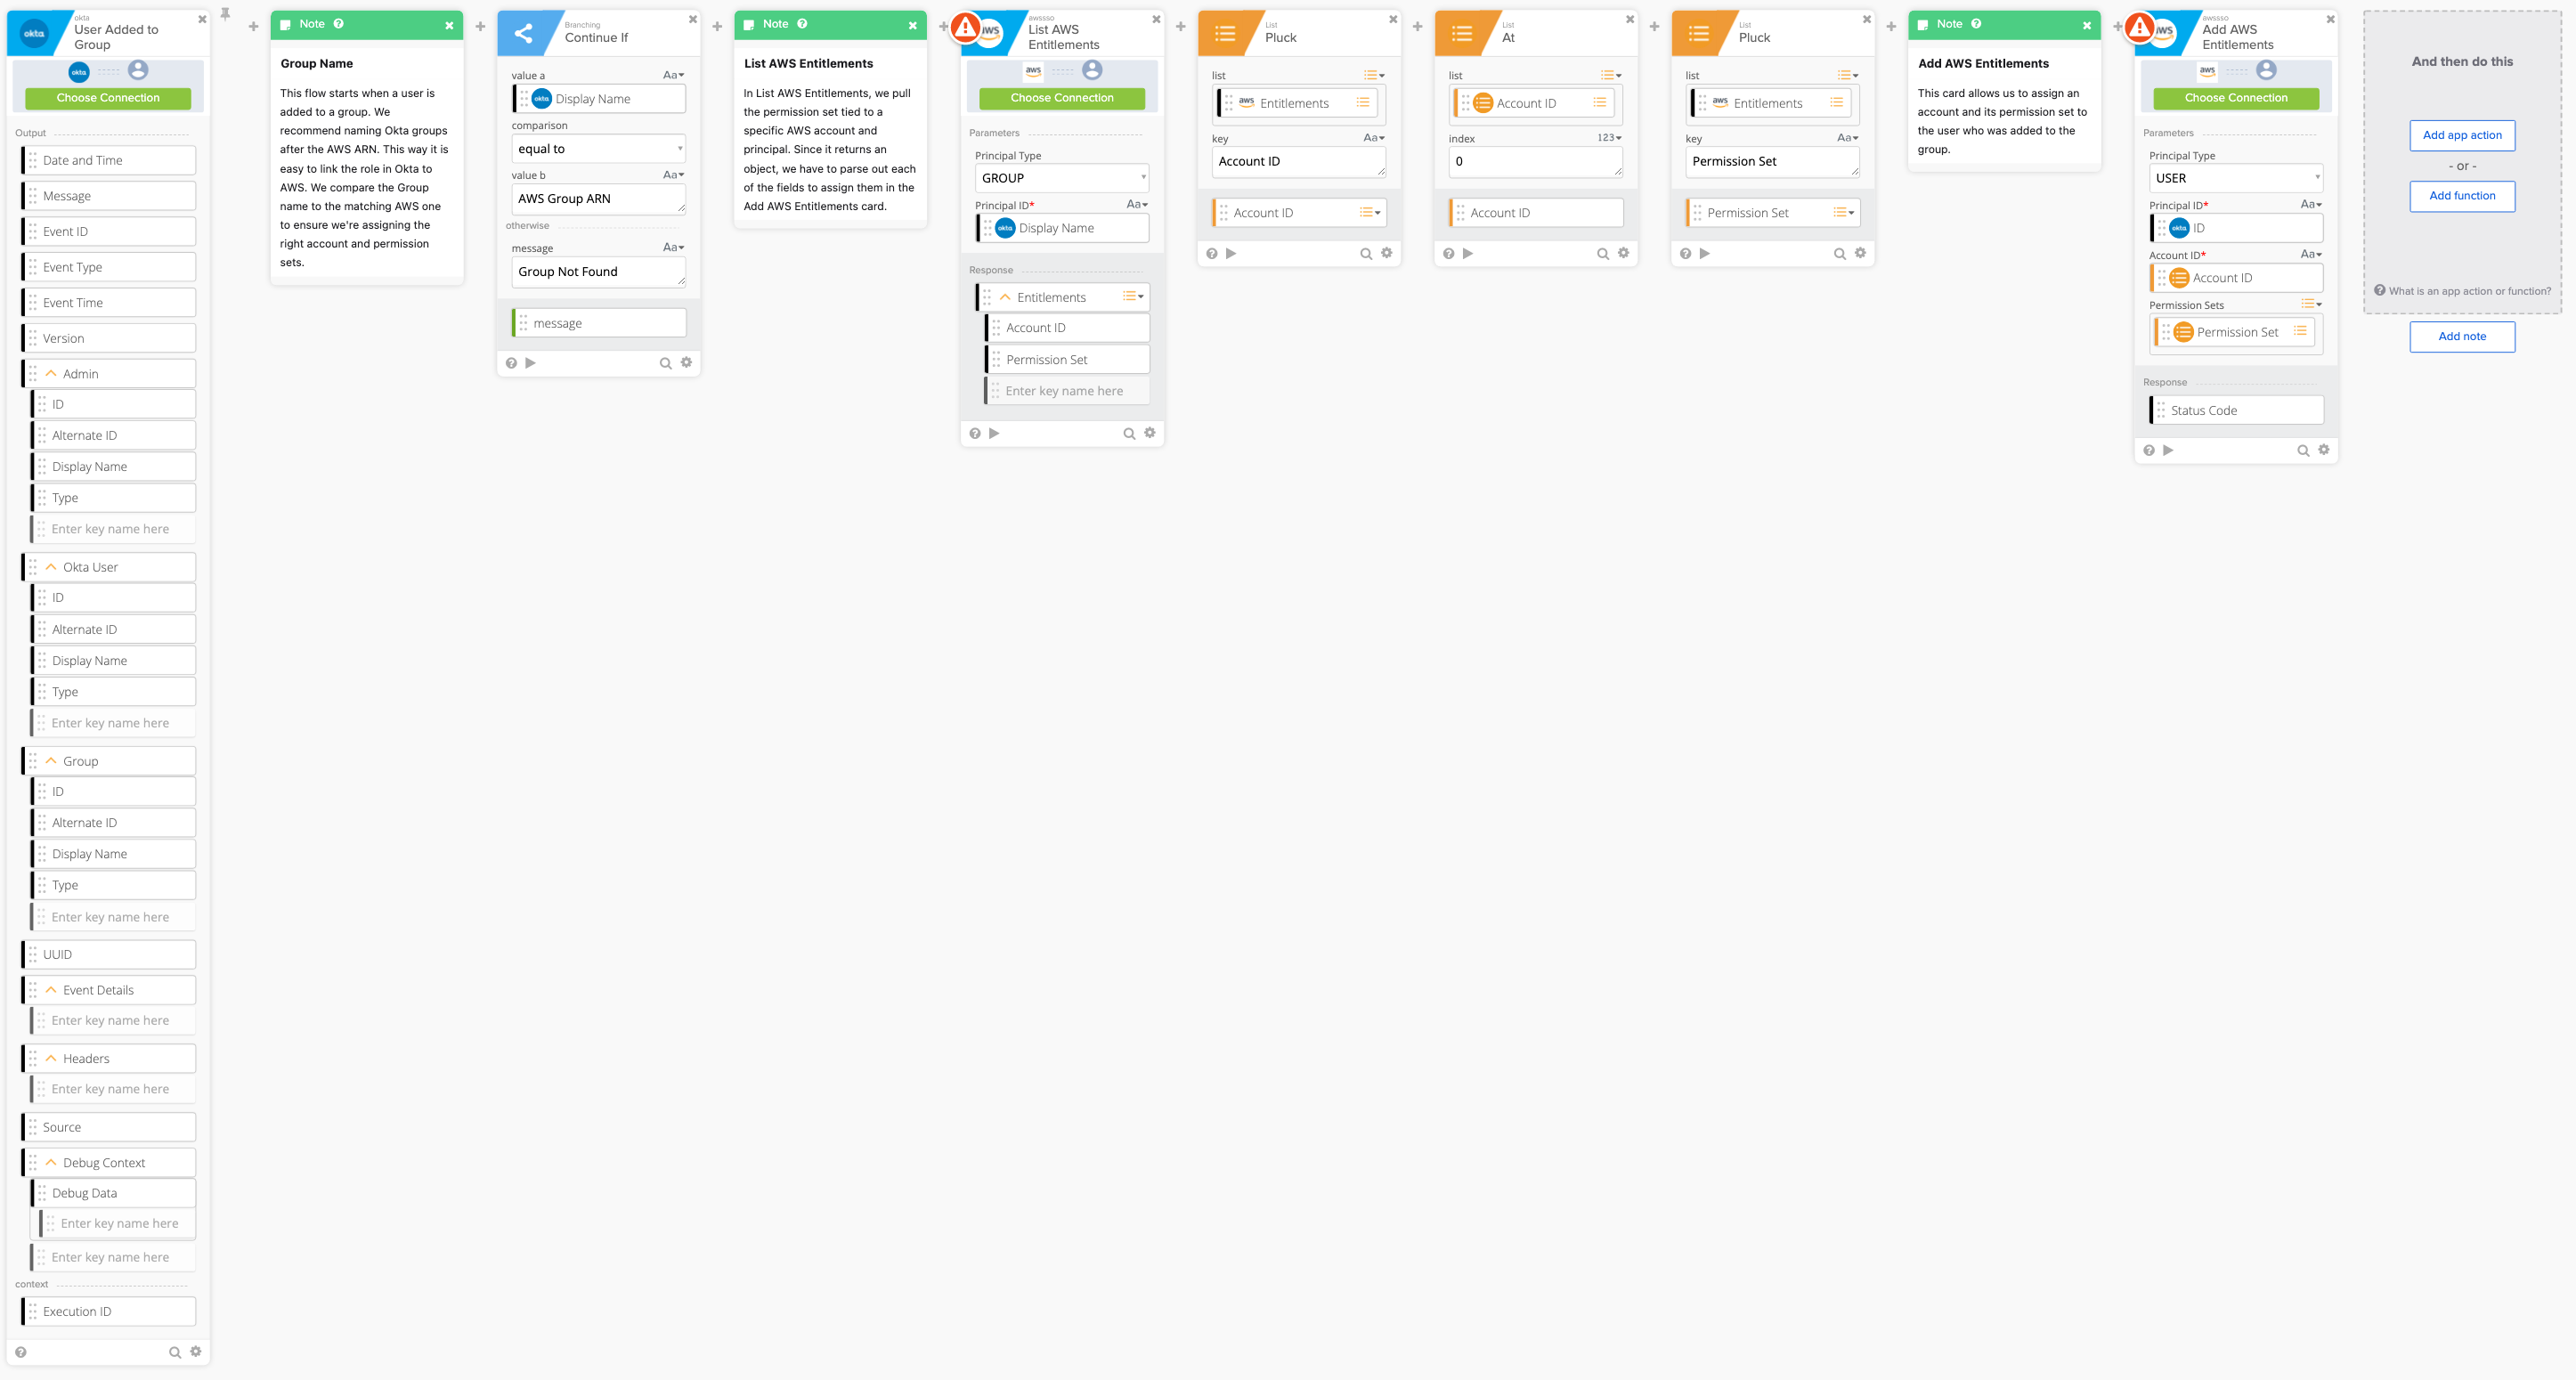 okta
okta
User Added to
Group
okta
Choose Connection
Output
Date and Time
Message
Event ID
Event Type
Event Time
Version
Admin
ID
Alternate ID
Display Name
Type
Enter key name here
Okta User
ID
Alternate ID
Display Name
Type
Enter key name here
Group
ID
Alternate ID
Display Name
Type
Enter key name here
UUID
Event Details
Enter key name here
Headers
Enter key name here
Source
Debug Context
Debug Data
Enter key name here
Enter key name here
context
Execution ID
Note
Group Name
This flow starts when a user is
added to a group. We
recommend naming Okta groups
after the AWS ARN. This way it is
easy to link the role in Okta to
AWS. We compare the Group
name to the matching AWS one
to ensure we're assigning the
right account and permission
sets.
Branching
Continue If
value a Aa
okta Display Name
comparison
equal to
value b Aa
AWS Group ARN
otherwise
message Aa
Group Not Found
message
Note
List AWS Entitlements
In List AWS Entitlements, we pull
the permission set tied to a
specific AWS account and
principal. Since it returns an
object, we have to parse out each
of the fields to assign them in the
Add AWS Entitlements card.
aws
awssso
List AWS
Entitlements
aws
Choose Connection
Parameters
Principal Type
GROUP
Principal ID* Aa
okta Display Name
Response
Entitlements
Account ID
Permission Set
Enter key name here
List
Pluck
list
aws Entitlements
key Aa
Account ID
Account ID
List
At
list
Account ID
index 123
0
Account ID
List
Pluck
list
aws Entitlements
key Aa
Permission Set
Permission Set
Note
Add AWS Entitlements
This card allows us to assign an
account and its permission set to
the user who was added to the
group.
aws
awssso
Add AWS
Entitlements
aws
Choose Connection
Parameters
Principal Type
USER
Principal ID* Aa
okta ID
Account ID* Aa
Account ID
Permission Sets
Permission Set
Response
Status Code
And then do this
Add app action
- or -
Add function
What is an app action or function?
Add note